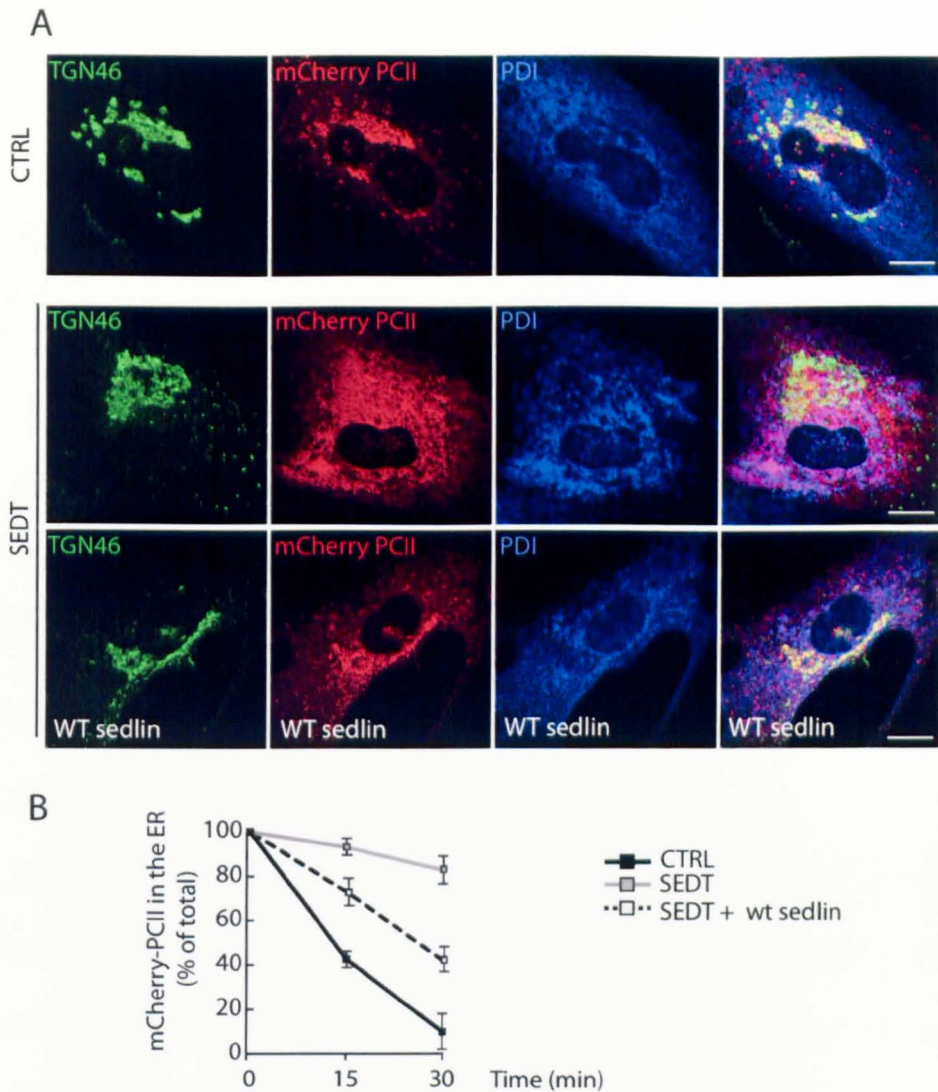 A
CTRL
TGN46 mCherry PCII PDI
SEDT
TGN46 mCherry PCII PDI
TGN46 mCherry PCII PDI
WT sedlin WT sedlin WT sedlin WT sedlin
B
mCherry-PCII in the ER
(% of total)
100
80
60
40
20
0
0 15 30 Time (min)
CTRL
SEDT
SEDT + wt sedlin